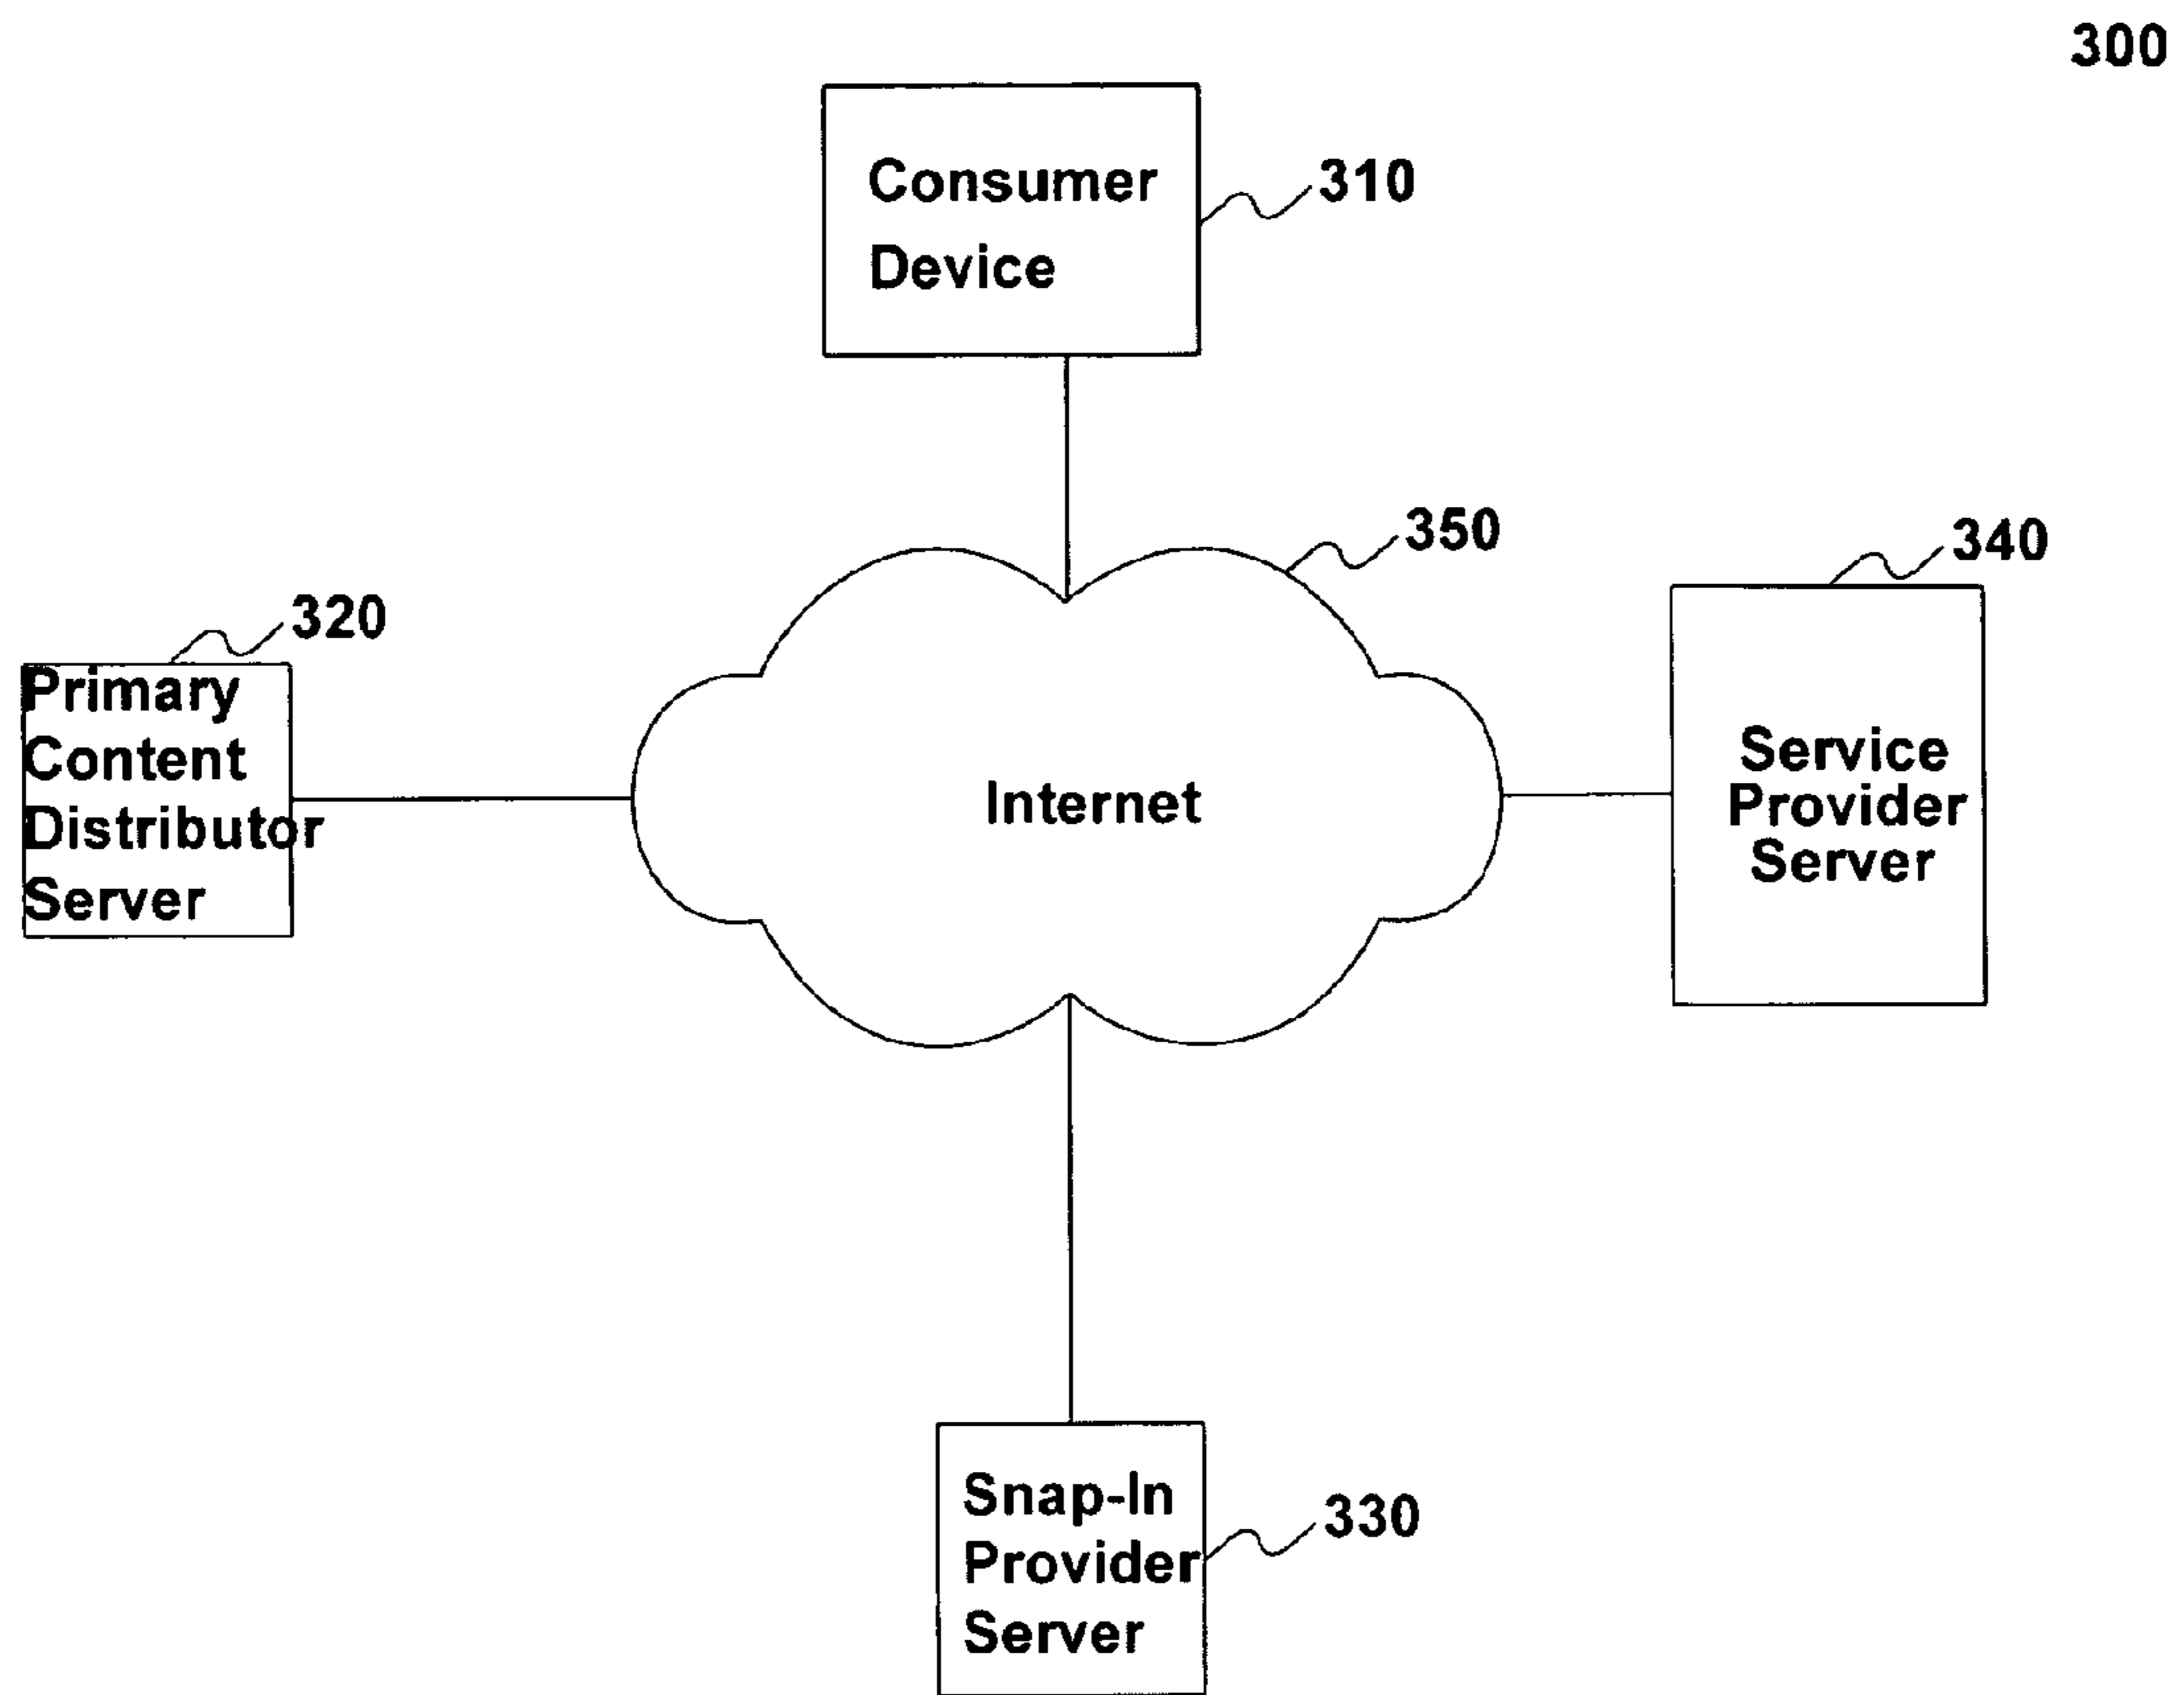 300
Consumer
Device
310
350
340
320
Primary
Content
Distributor
Server
Internet
Service
Provider
Server
Snap-In
Provider
Server
330